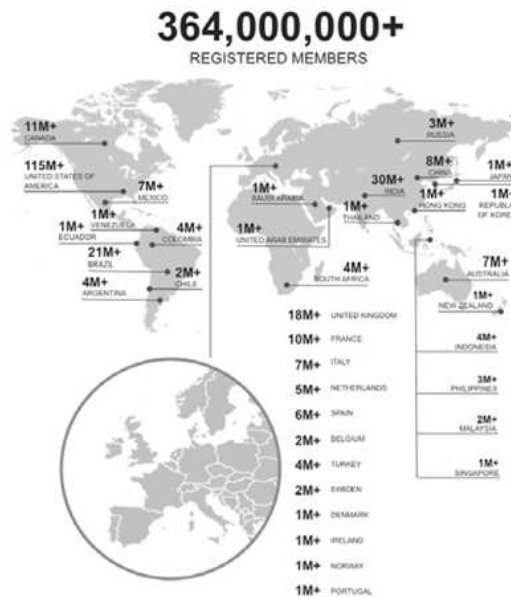 364,000,000+
REGISTERED MEMBERS
11M+
CANADA
115M+
UNITED STATES OF
AMERICA
7M+
MEXICO
1M+
VENEZUELA
1M+
ECUADOR
4M+
COLOMBIA
21M+
BRAZIL
2M+
CHILE
4M+
ARGENTINA
3M+
RUSSIA
8M+
CHINA
1M+
JAPAN
30M+
INDIA
1M+
SAUDI ARABIA
1M+
THAILAND
1M+
HONG KONG
1M+
REPUBLIC
OF KOREA
1M+
UNITED ARAB EMIRATES
4M+
SOUTH AFRICA
7M+
AUSTRALIA
1M+
NEW ZEALAND
4M+
INDONESIA
3M+
PHILIPPINES
2M+
MALAYSIA
1M+
SINGAPORE
18M+ UNITED KINGDOM
10M+ FRANCE
7M+ ITALY
5M+ NETHERLANDS
6M+ SPAIN
2M+ BELGIUM
4M+ TURKEY
2M+ SWEDEN
1M+ DENMARK
1M+ IRELAND
1M+ NORWAY
1M+ PORTUGAL